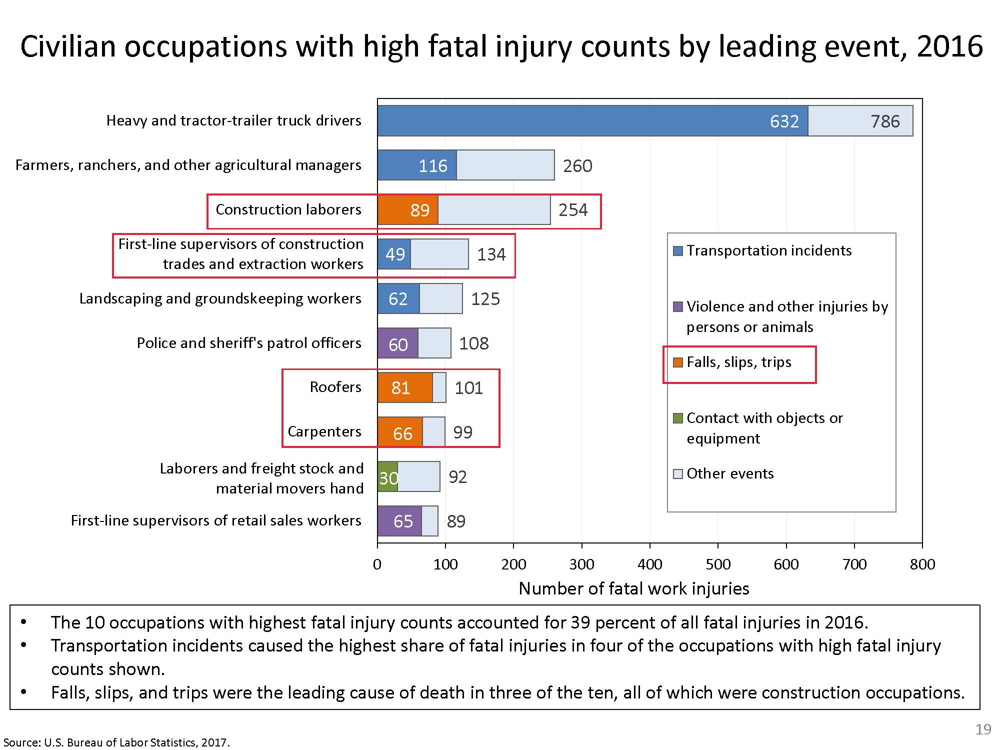 Civilian occupations with high fatal injury counts by leading event, 2016
Heavy and tractor-trailer truck drivers
632
786
Farmers, ranchers, and other agricultural managers
116
260
Construction laborers
89
254
First-line supervisors of construction
trades and extraction workers
49
134
Landscaping and groundskeeping workers
62
125
Police and sheriff's patrol officers
60
108
Roofers
81
101
Carpenters
66
99
Laborers and freight stock and
material movers hand
30
92
First-line supervisors of retail sales workers
65
89
Transportation incidents
Violence and other injuries by
persons or animals
Falls, slips, trips
Contact with objects or
equipment
Other events
0 100 200 300 400 500 600 700 800
Number of fatal work injuries
• The 10 occupations with highest fatal injury counts accounted for 39 percent of all fatal injuries in 2016.
• Transportation incidents caused the highest share of fatal injuries in four of the occupations with high fatal injury
counts shown.
• Falls, slips, and trips were the leading cause of death in three of the ten, all of which were construction occupations.
19
Source: U.S. Bureau of Labor Statistics, 2017.